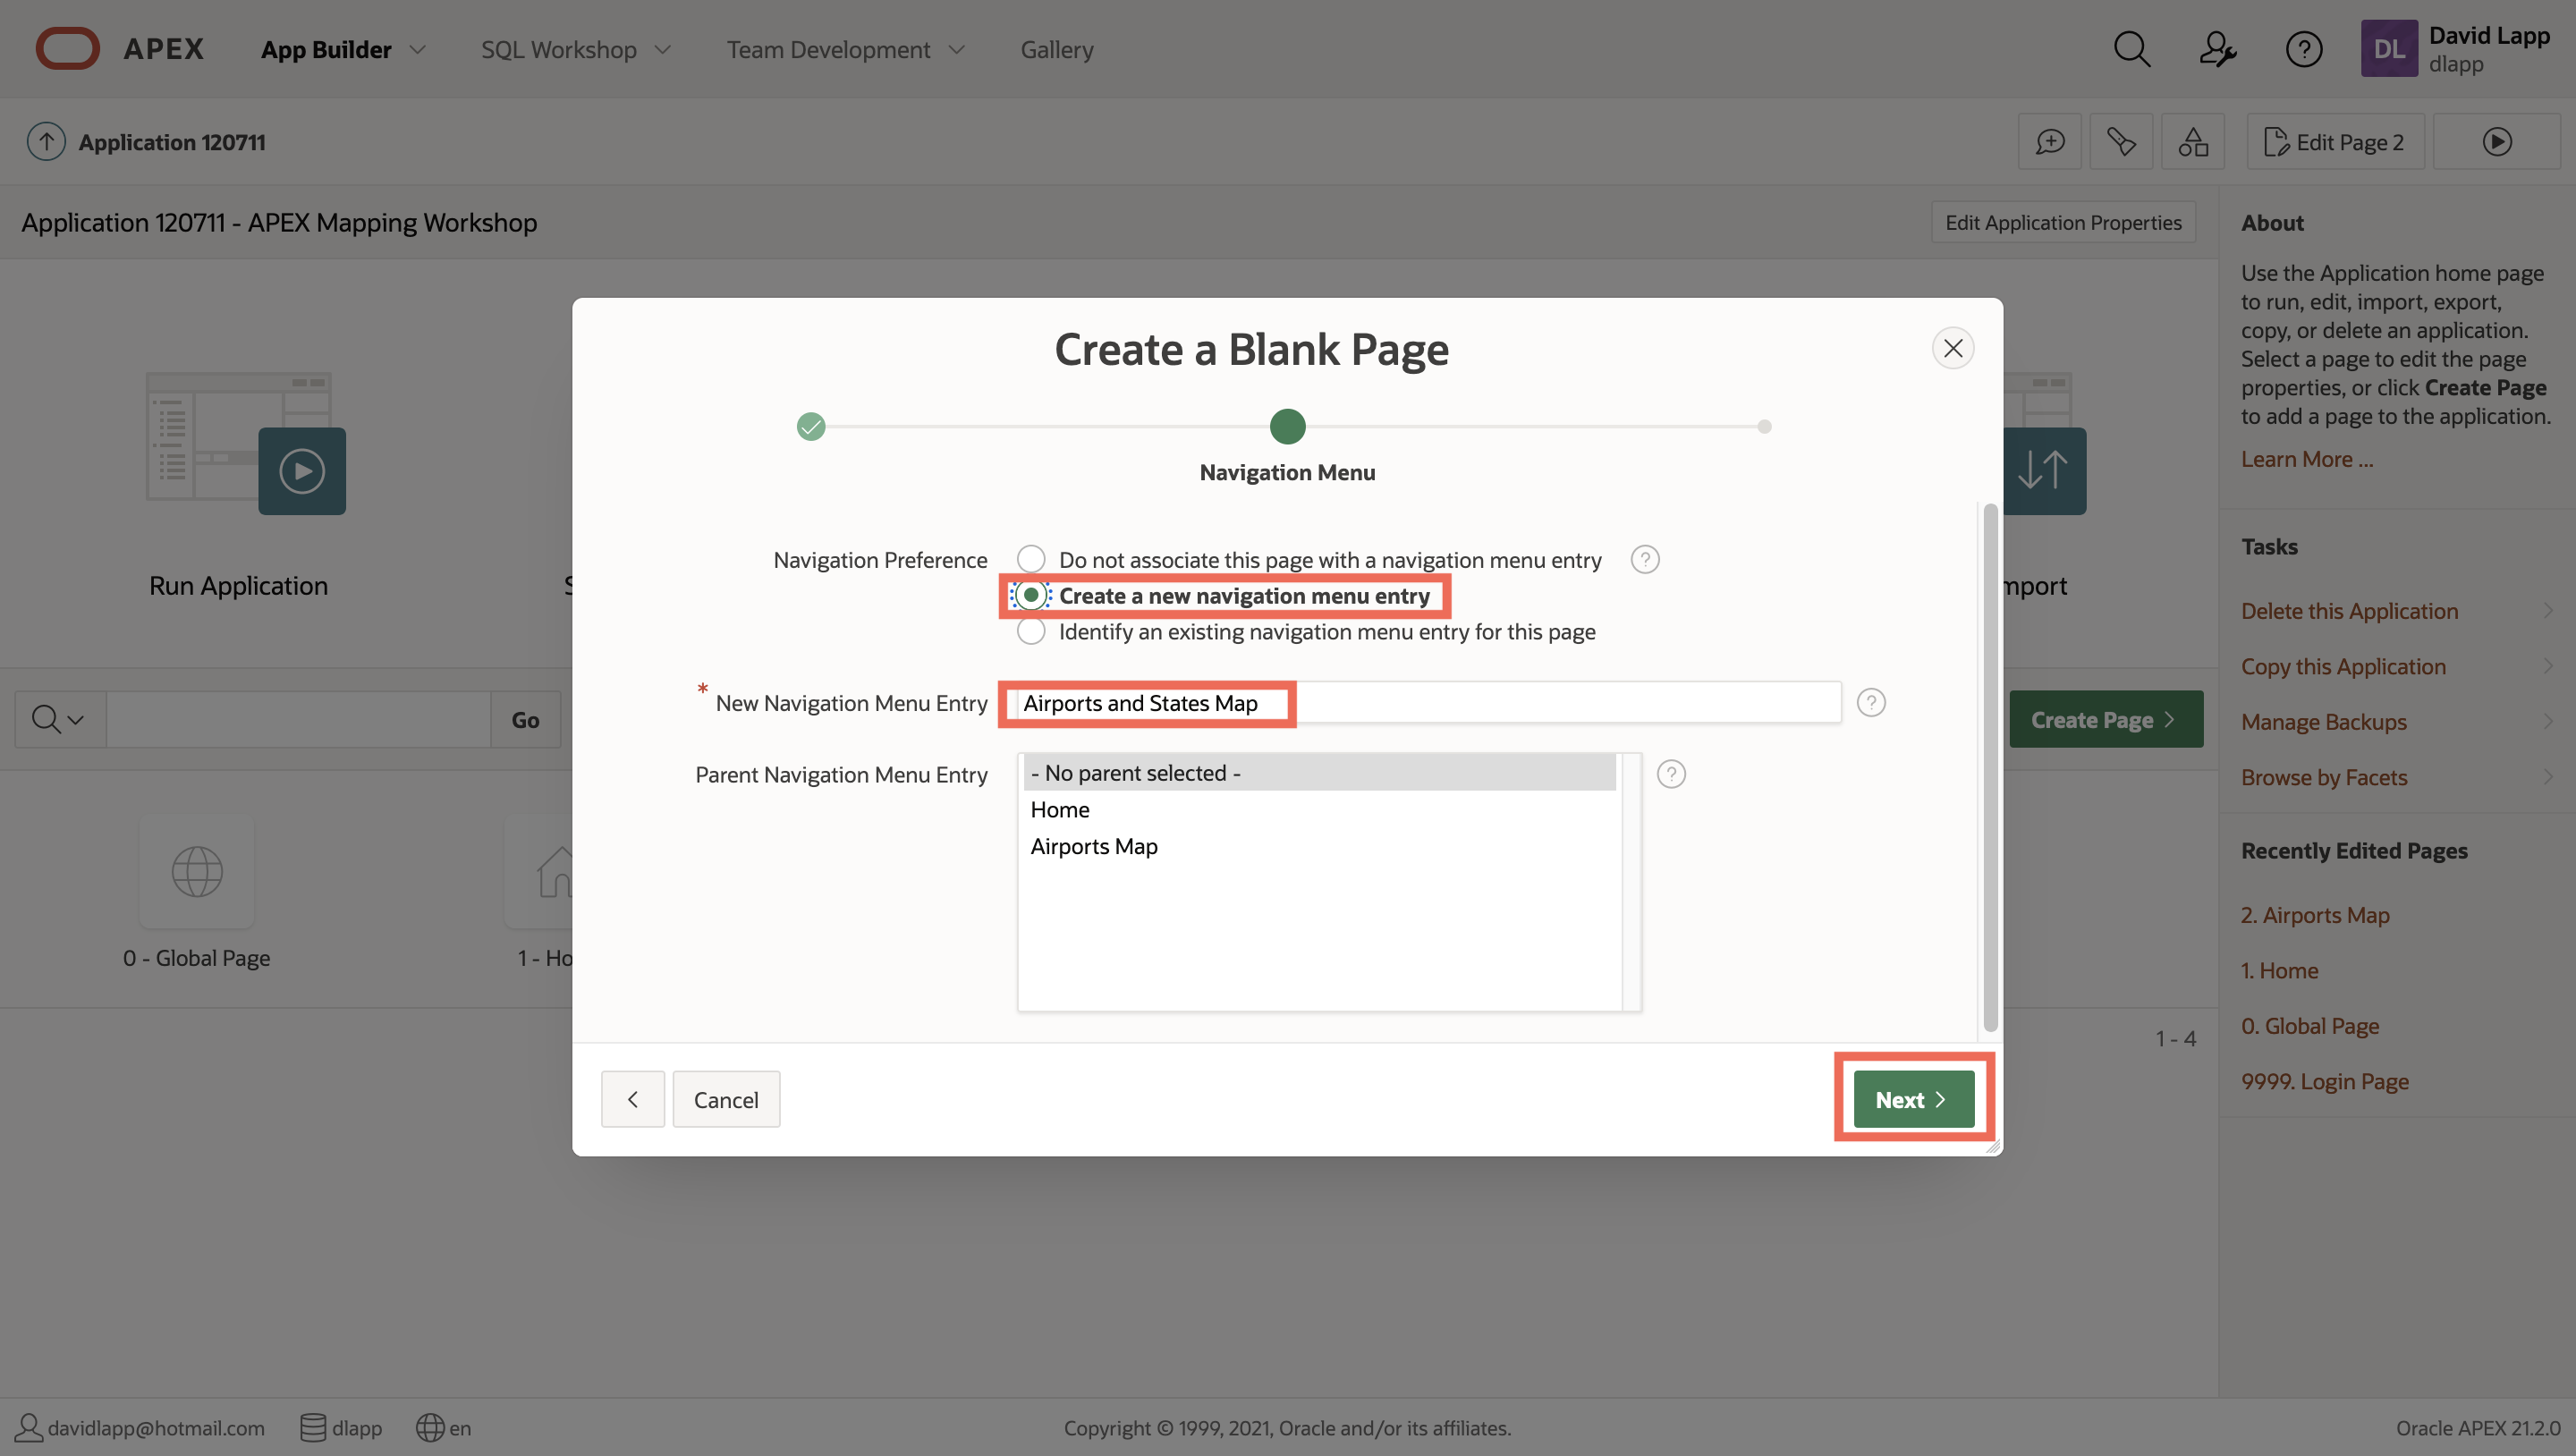 APEX
App Builder
SQL Workshop
Team Development
Gallery
DL
David Lapp
dlapp
Application 120711
Edit Page 2
Application 120711 - APEX Mapping Workshop
Edit Application Properties
About
Use the Application home page
to run, edit, import, export,
copy, or delete an application.
Select a page to edit the page
properties, or click Create Page
to add a page to the application.
Learn More ...
Create a Blank Page
Navigation Menu
Navigation Preference
Do not associate this page with a navigation menu entry
?
Create a new navigation menu entry
Identify an existing navigation menu entry for this page
* New Navigation Menu Entry
Airports and States Map
?
Parent Navigation Menu Entry
- No parent selected -
?
Home
Airports Map
Cancel
Next
Run Application
S
mport
Go
Create Page
0 - Global Page
1 - Ho
1 - 4
Tasks
Delete this Application
Copy this Application
Manage Backups
Browse by Facets
Recently Edited Pages
2. Airports Map
1. Home
0. Global Page
9999. Login Page
davidlapp@hotmail.com
dlapp
en
Copyright © 1999, 2021, Oracle and/or its affiliates.
Oracle APEX 21.2.0